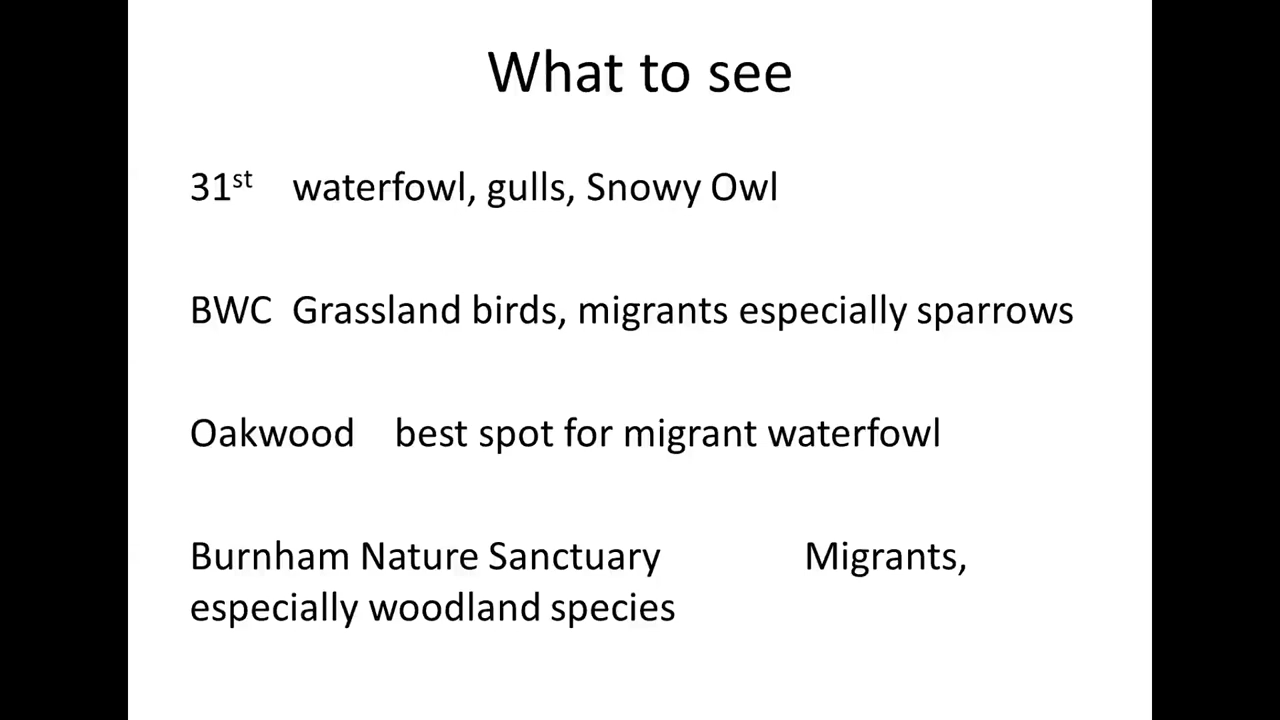 What to see
31st waterfowl, gulls, Snowy Owl
BWC Grassland birds, migrants especially sparrows
Oakwood best spot for migrant waterfowl
Burnham Nature Sanctuary Migrants,
especially woodland species